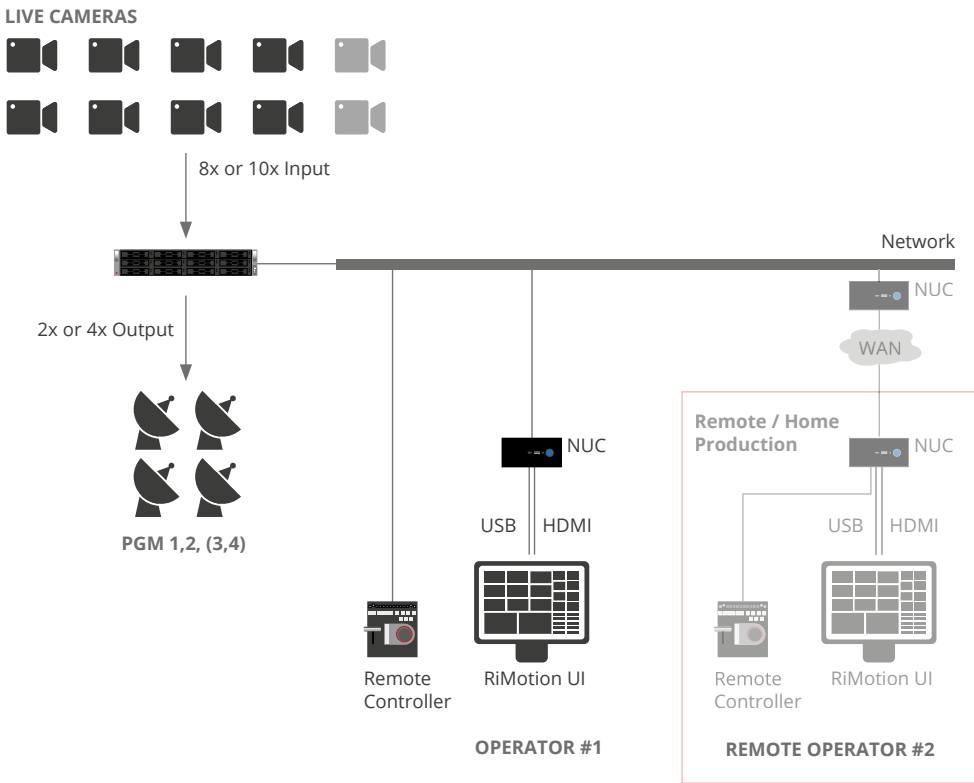 LIVE CAMERAS
8x or 10x Input
Network
NUC
2x or 4x Output
WAN
Remote / Home
Production
NUC
NUC
USB
HDMI
USB
HDMI
PGM 1,2, (3,4)
Remote
Controller
RiMotion UI
Remote
Controller
RiMotion UI
OPERATOR #1
REMOTE OPERATOR #2